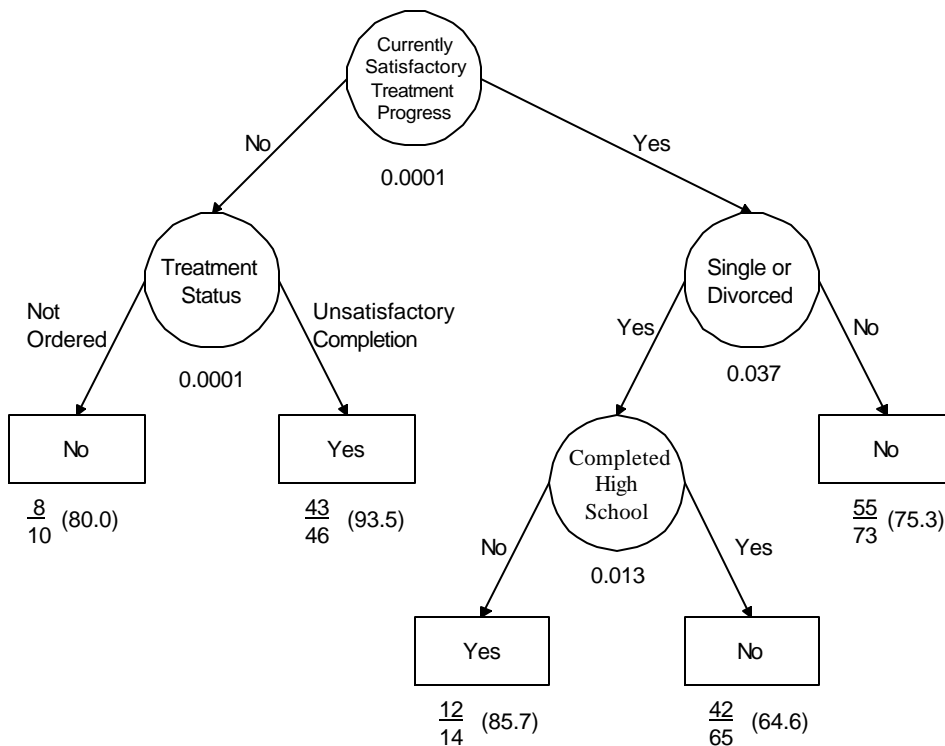 Currently
Satisfactory
Treatment
Progress
No
Yes
0.0001
Treatment
Status
Single or
Divorced
Not
Ordered
Unsatisfactory
Completion
Yes
No
0.0001
0.037
No
Yes
Completed
High
School
No
8
10 (80.0)
43
46 (93.5)
55
73 (75.3)
No
Yes
0.013
Yes
No
12
14 (85.7)
42
65 (64.6)